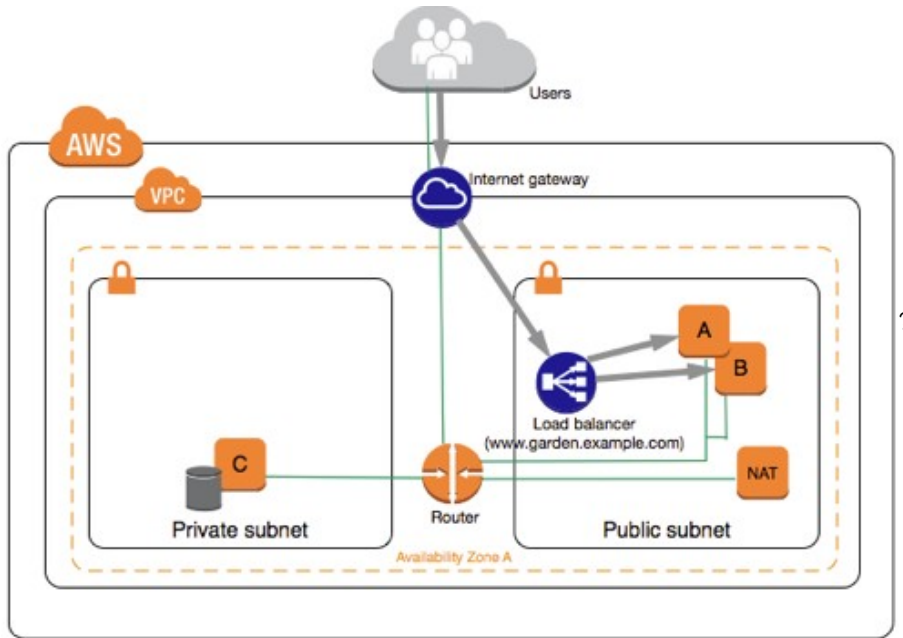 Users
AWS
Internet gateway
VPC
A
B
Load balancer
(www.garden.example.com)
C
NAT
Router
Private subnet
Public subnet
Availability Zone A